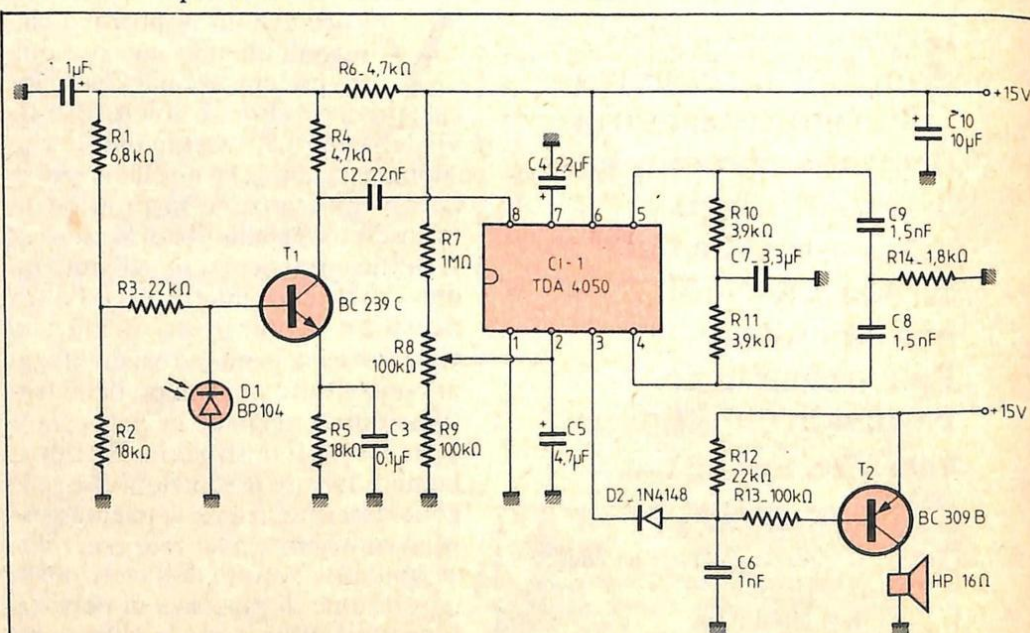 1µF
R6_4,7kΩ
+15V
R1
6,8kΩ
R4
4,7kΩ
C2_22nF
C4_22µF
C10
10µF
8
7
6
5
R10
3,9kΩ
C9
1,5nF
R7
1MΩ
C7_3,3µF
R14_1,8kΩ
T1
BC 239 C
CI-1
TDA 4050
R3_22kΩ
1
2
3
4
R11
3,9kΩ
C8
1,5nF
R8
100kΩ
D1
BP104
+15V
R2
18kΩ
R5
18kΩ
C3
0,1µF
R9
100kΩ
C5
4,7µF
R12
22kΩ
T2
D2_1N4148
R13_100kΩ
BC 309 B
C6
1nF
HP 16Ω